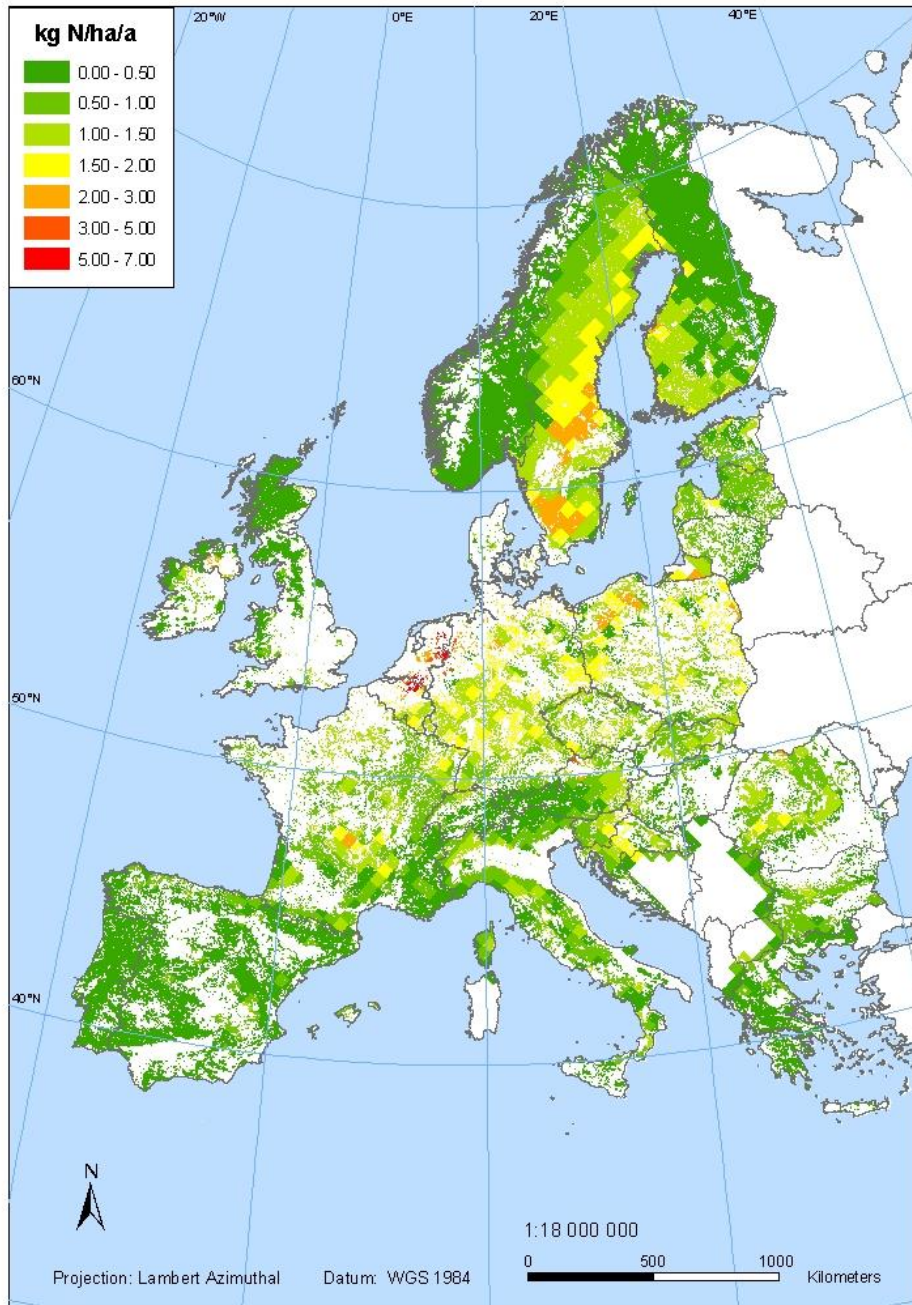 20°W 0°E 20°E 40°E
kg N/ha/a
0.00 - 0.50
0.50 - 1.00
1.00 - 1.50
1.50 - 2.00
2.00 - 3.00
3.00 - 5.00
5.00 - 7.00
60°N
50°N
40°N
N
1:18 000 000
0 500 1000
Kilometers
Projection: Lambert Azimuthal Datum: WGS 1984